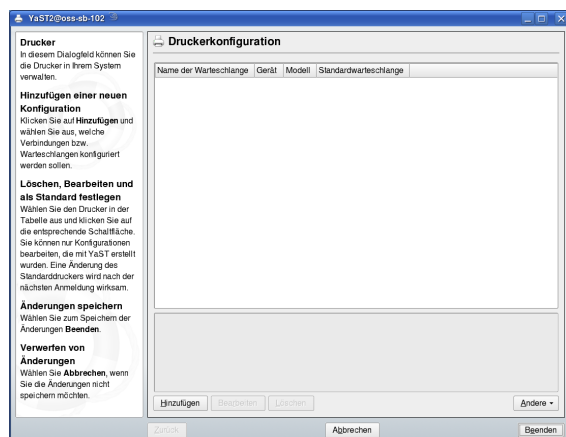 YaST2@oss-sb-102
Drucker
In diesem Dialogfeld können Sie
die Drucker in Ihrem System
verwalten.
Hinzufügen einer neuen
Konfiguration
Klicken Sie auf Hinzufügen und
wählen Sie aus, welche
Verbindungen bzw.
Warteschlangen konfiguriert
werden sollen.
Löschen, Bearbeiten und
als Standard festlegen
Wählen Sie den Drucker in der
Tabelle aus und klicken Sie auf
die entsprechende Schaltfläche.
Sie können nur Konfigurationen
bearbeiten, die mit YaST erstellt
wurden. Eine Änderung des
Standarddruckers wird nach der
nächsten Anmeldung wirksam.
Änderungen speichern
Wählen Sie zum Speichern der
Änderungen Beenden.
Verwerfen von
Änderungen
Wählen Sie Abbrechen, wenn
Sie die Änderungen nicht
speichern möchten.
Druckerkonfiguration
Name der Warteschlange Gerät Modell Standardwarteschlange
Hinzufügen Bearbeiten Löschen Andere
Zurück Abbrechen Beenden